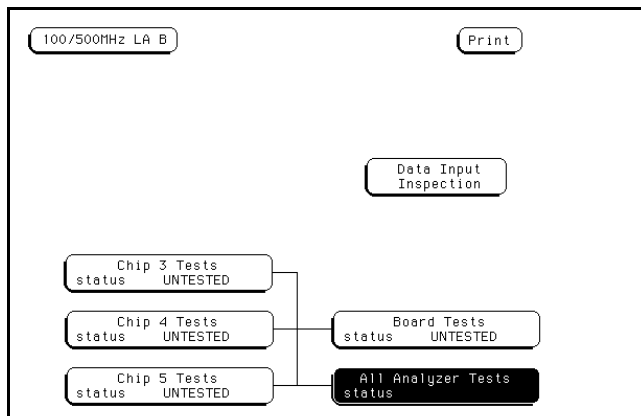 100/500MHz LA B
Print
Data Input
Inspection
Chip 3 Tests
status UNTESTED
Chip 4 Tests
status UNTESTED
Board Tests
status UNTESTED
Chip 5 Tests
status UNTESTED
All Analyzer Tests
status